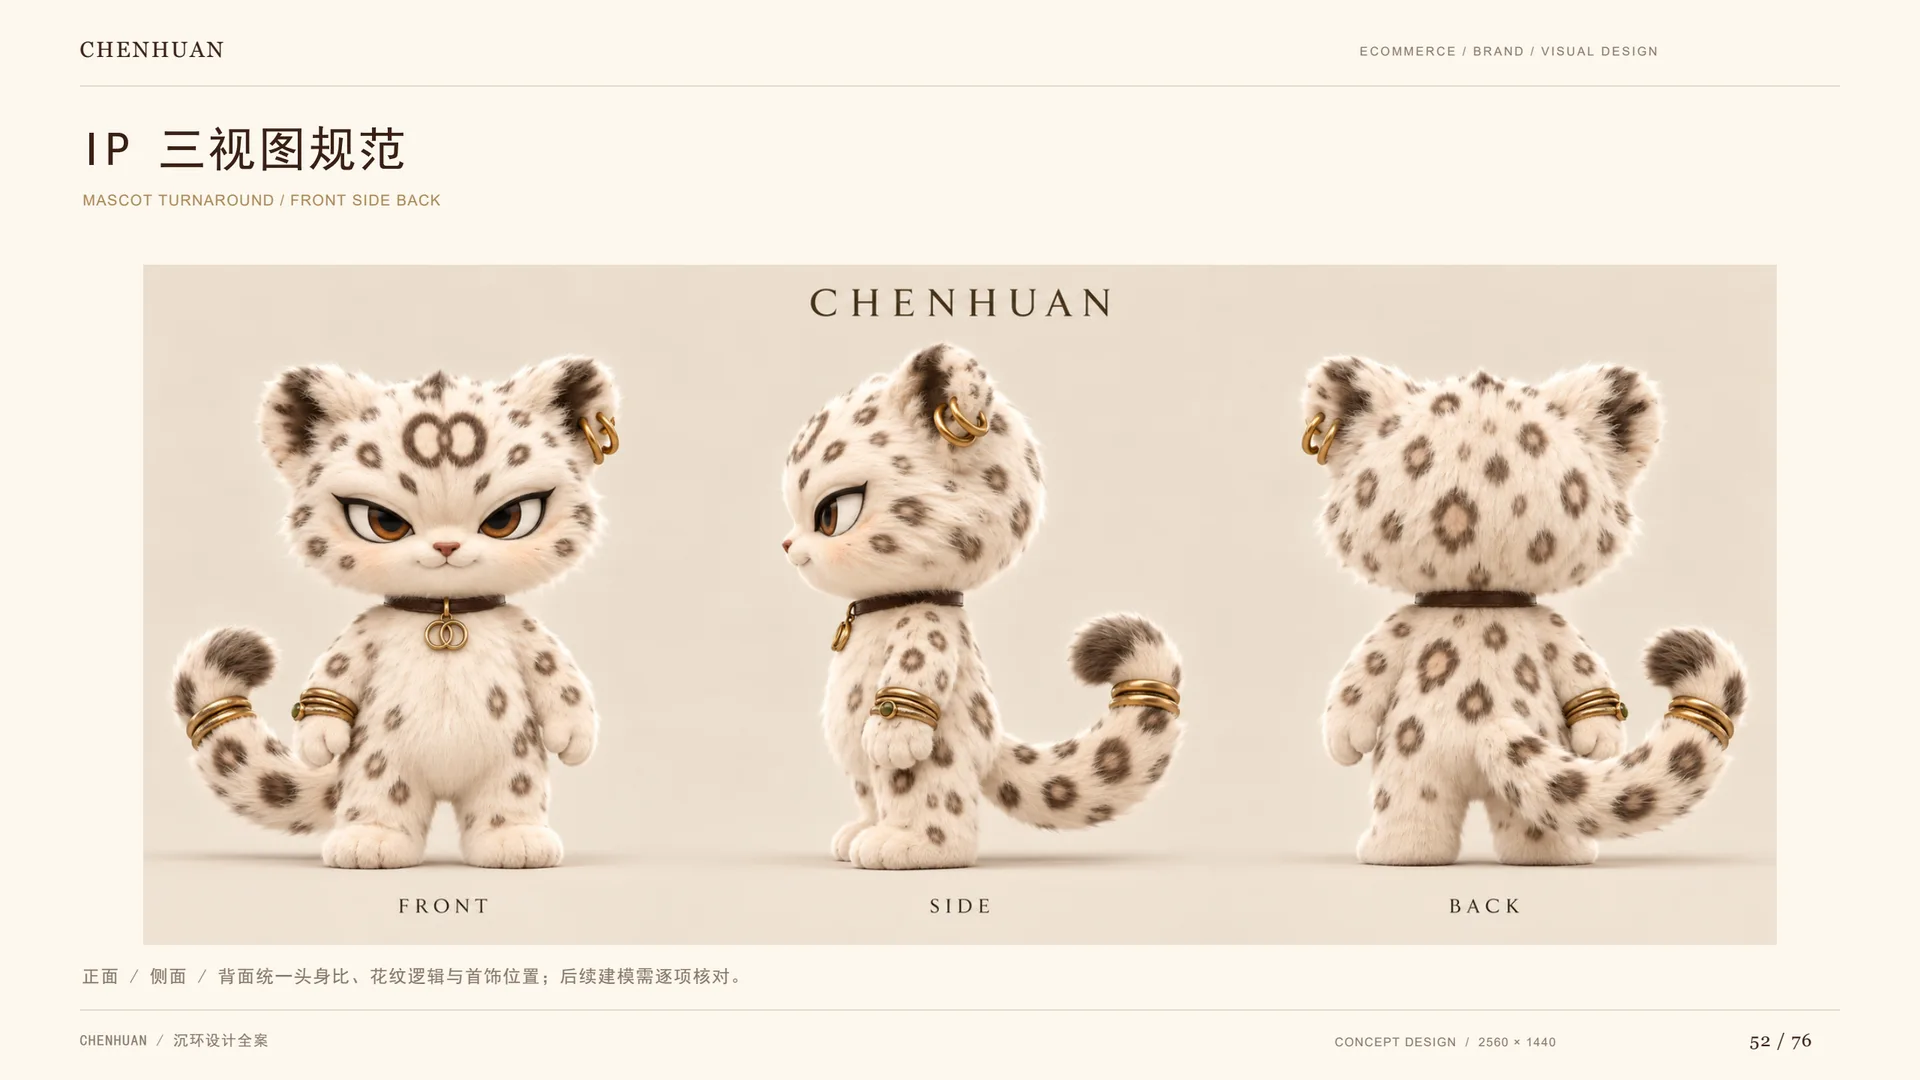 CHENHUAN
ECOMMERCE / BRAND / VISUAL DESIGN
IP 三视图规范
MASCOT TURNAROUND / FRONT SIDE BACK
CHENHUAN
FRONT
SIDE
BACK
正面 / 侧面 / 背面统一头身比、花纹逻辑与首饰位置；后续建模需逐项核对。
CHENHUAN / 沉环设计全案
CONCEPT DESIGN / 2560 × 1440
52 / 76